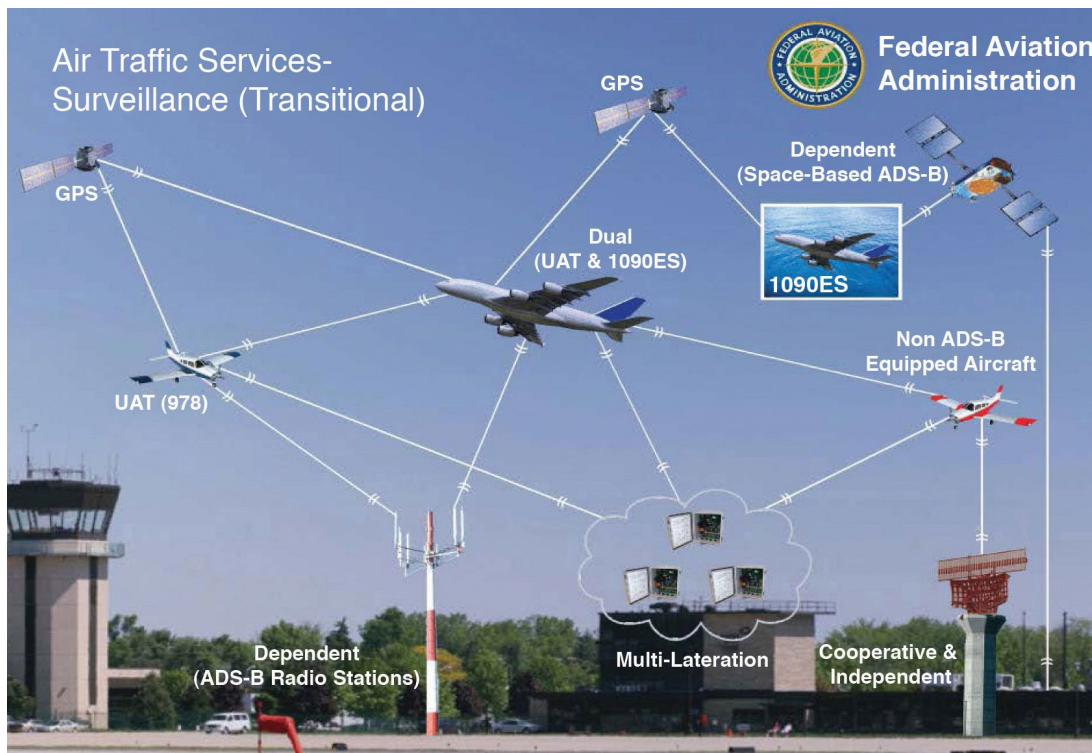 Air Traffic Services-
Surveillance (Transitional)
FEDERAL AVIATION
ADMINISTRATION
Federal Aviation
Administration
GPS
GPS
Dependent
(Space-Based ADS-B)
Dual
(UAT & 1090ES)
1090ES
Non ADS-B
Equipped Aircraft
UAT (978)
Dependent
(ADS-B Radio Stations)
Multi-Lateration
Cooperative &
Independent